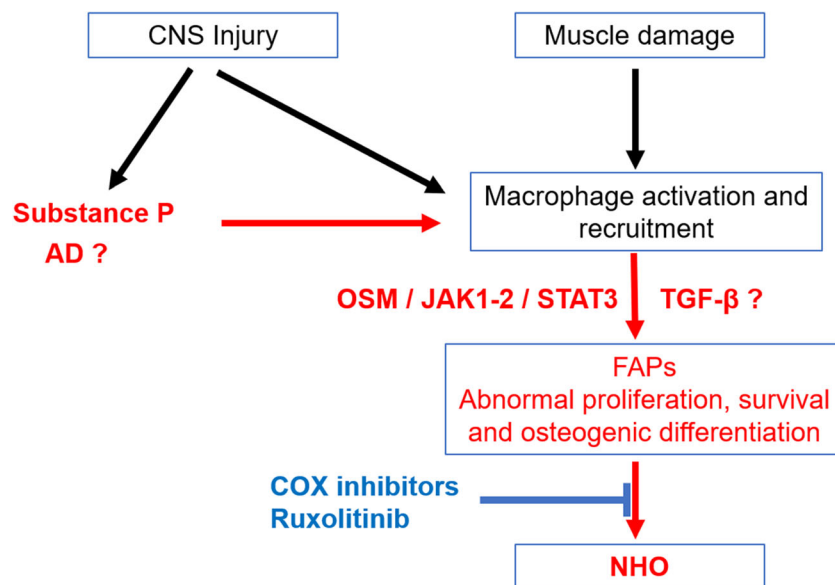 CNS Injury
Muscle damage
Substance P
AD ?
Macrophage activation and
recruitment
OSM / JAK1-2 / STAT3
TGF-β ?
FAPs
Abnormal proliferation, survival
and osteogenic differentiation
COX inhibitors
Ruxolitinib
NHO